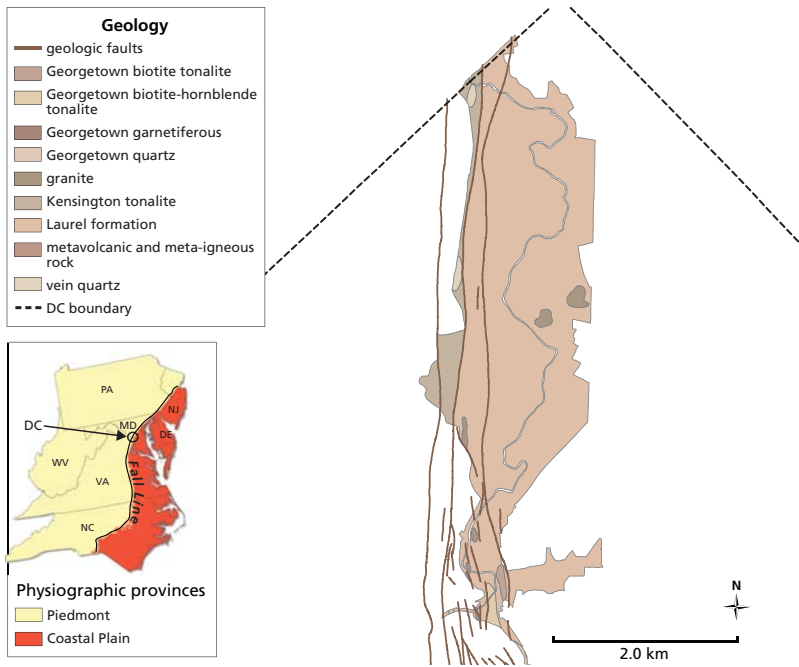 Geology
geologic faults
Georgetown biotite tonalite
Georgetown biotite-hornblende
tonalite
Georgetown garnetiferous
Georgetown quartz
granite
Kensington tonalite
Laurel formation
metavolcanic and meta-igneous
rock
vein quartz
DC boundary
PA
NJ
MD
DC
DE
WV
VA
Fall Line
NC
Physiographic provinces
Piedmont
Coastal Plain
N
2.0 km